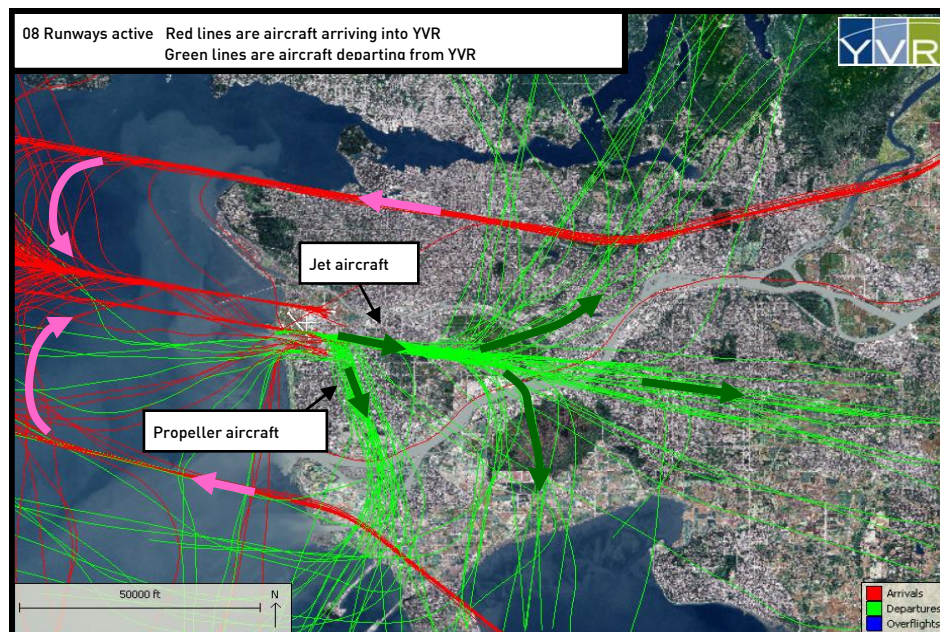 08 Runways active Red lines are aircraft arriving into YVR
Green lines are aircraft departing from YVR
YVR
Jet aircraft
Propeller aircraft
50000 ft
N
Arrivals
Departures
Overflights